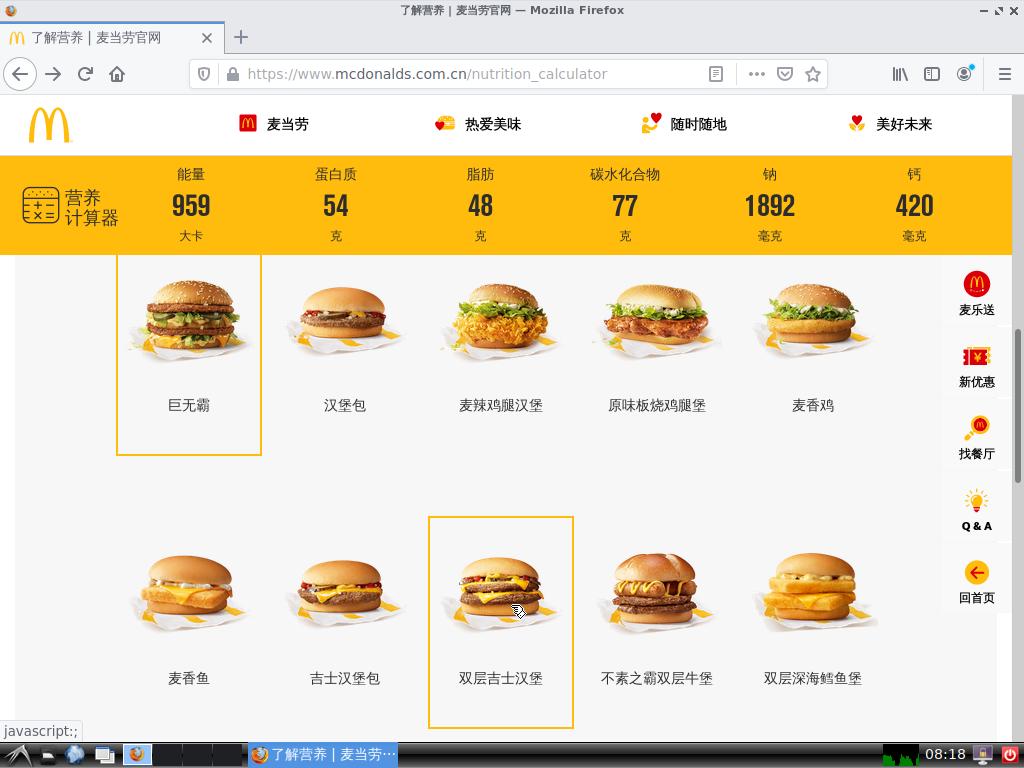 了解营养 | 麦当劳官网 — Mozilla Firefox
了解营养 | 麦当劳官网
https://www.mcdonalds.com.cn/nutrition_calculator
麦当劳
热爱美味
随时随地
美好未来
营养
计算器
能量
959
大卡
蛋白质
54
克
脂肪
48
克
碳水化合物
77
克
钠
1892
毫克
钙
420
毫克
巨无霸
汉堡包
麦辣鸡腿汉堡
原味板烧鸡腿堡
麦香鸡
麦香鱼
吉士汉堡包
双层吉士汉堡
不素之霸双层牛堡
双层深海鳕鱼堡
麦乐送
新优惠
找餐厅
Q & A
回首页
javascript:;
了解营养 | 麦当劳…
08:18